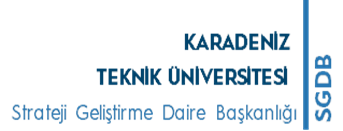 KARADENİZ
TEKNİK ÜNİVERSİTESİ
Strateji Geliştirme Daire Başkanlığı
SGDB